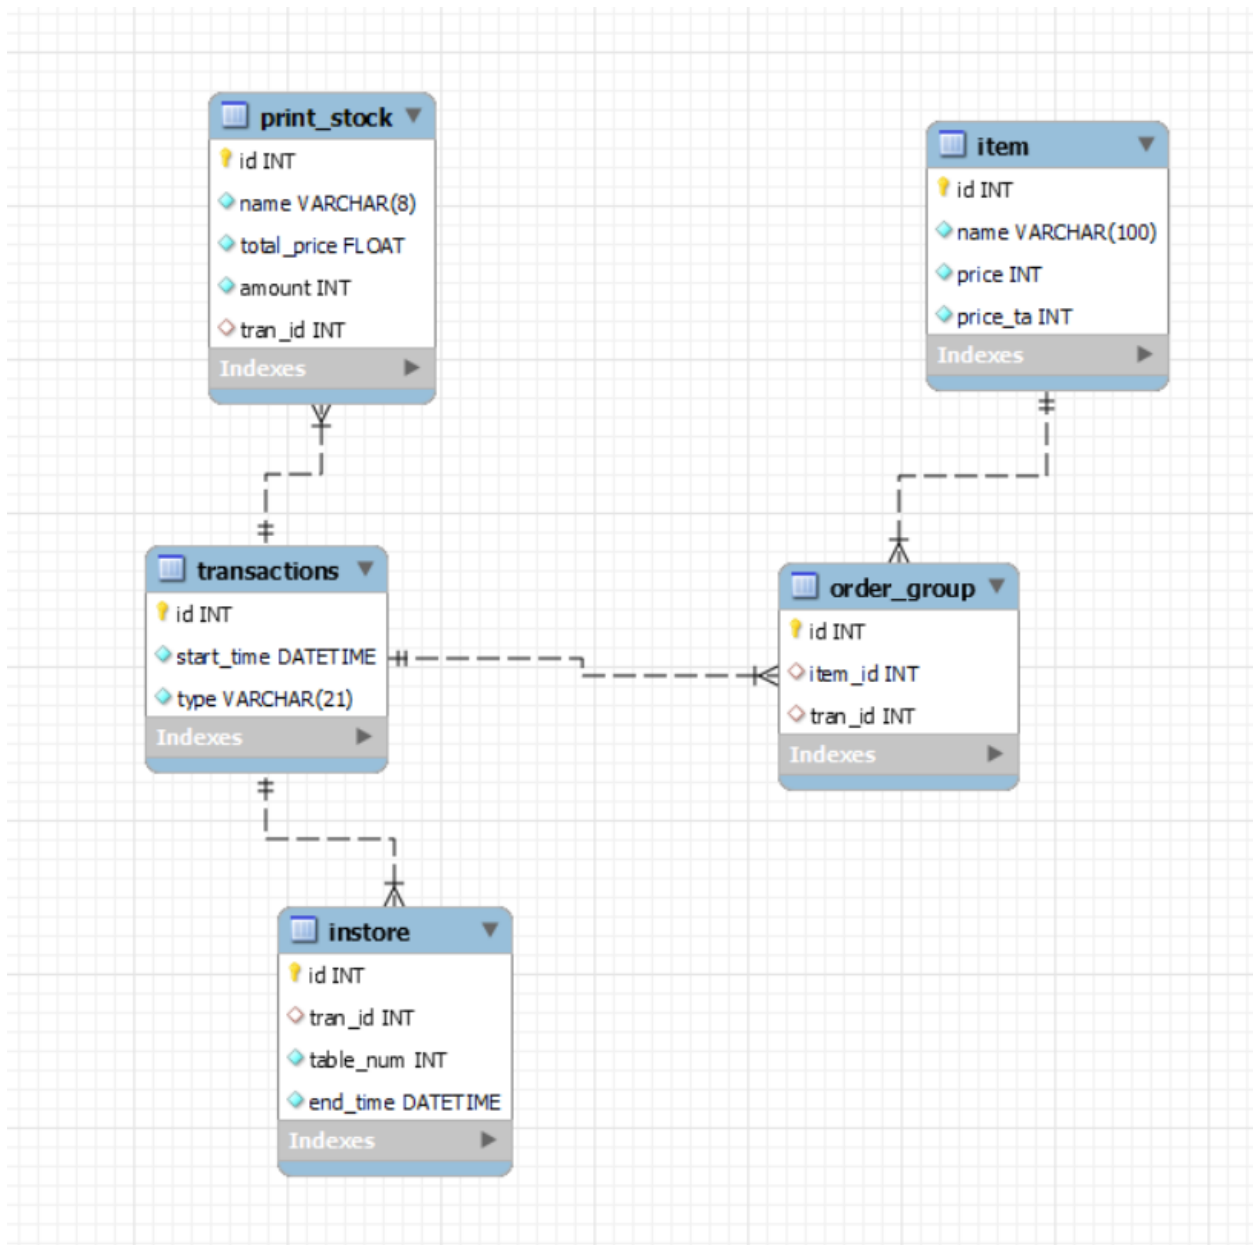 print_stock
id INT
name VARCHAR(8)
total_price FLOAT
amount INT
tran_id INT
Indexes
item
id INT
name VARCHAR(100)
price INT
price_ta INT
Indexes
transactions
id INT
start_time DATETIME
type VARCHAR(21)
Indexes
order_group
id INT
item_id INT
tran_id INT
Indexes
instore
id INT
tran_id INT
table_num INT
end_time DATETIME
Indexes